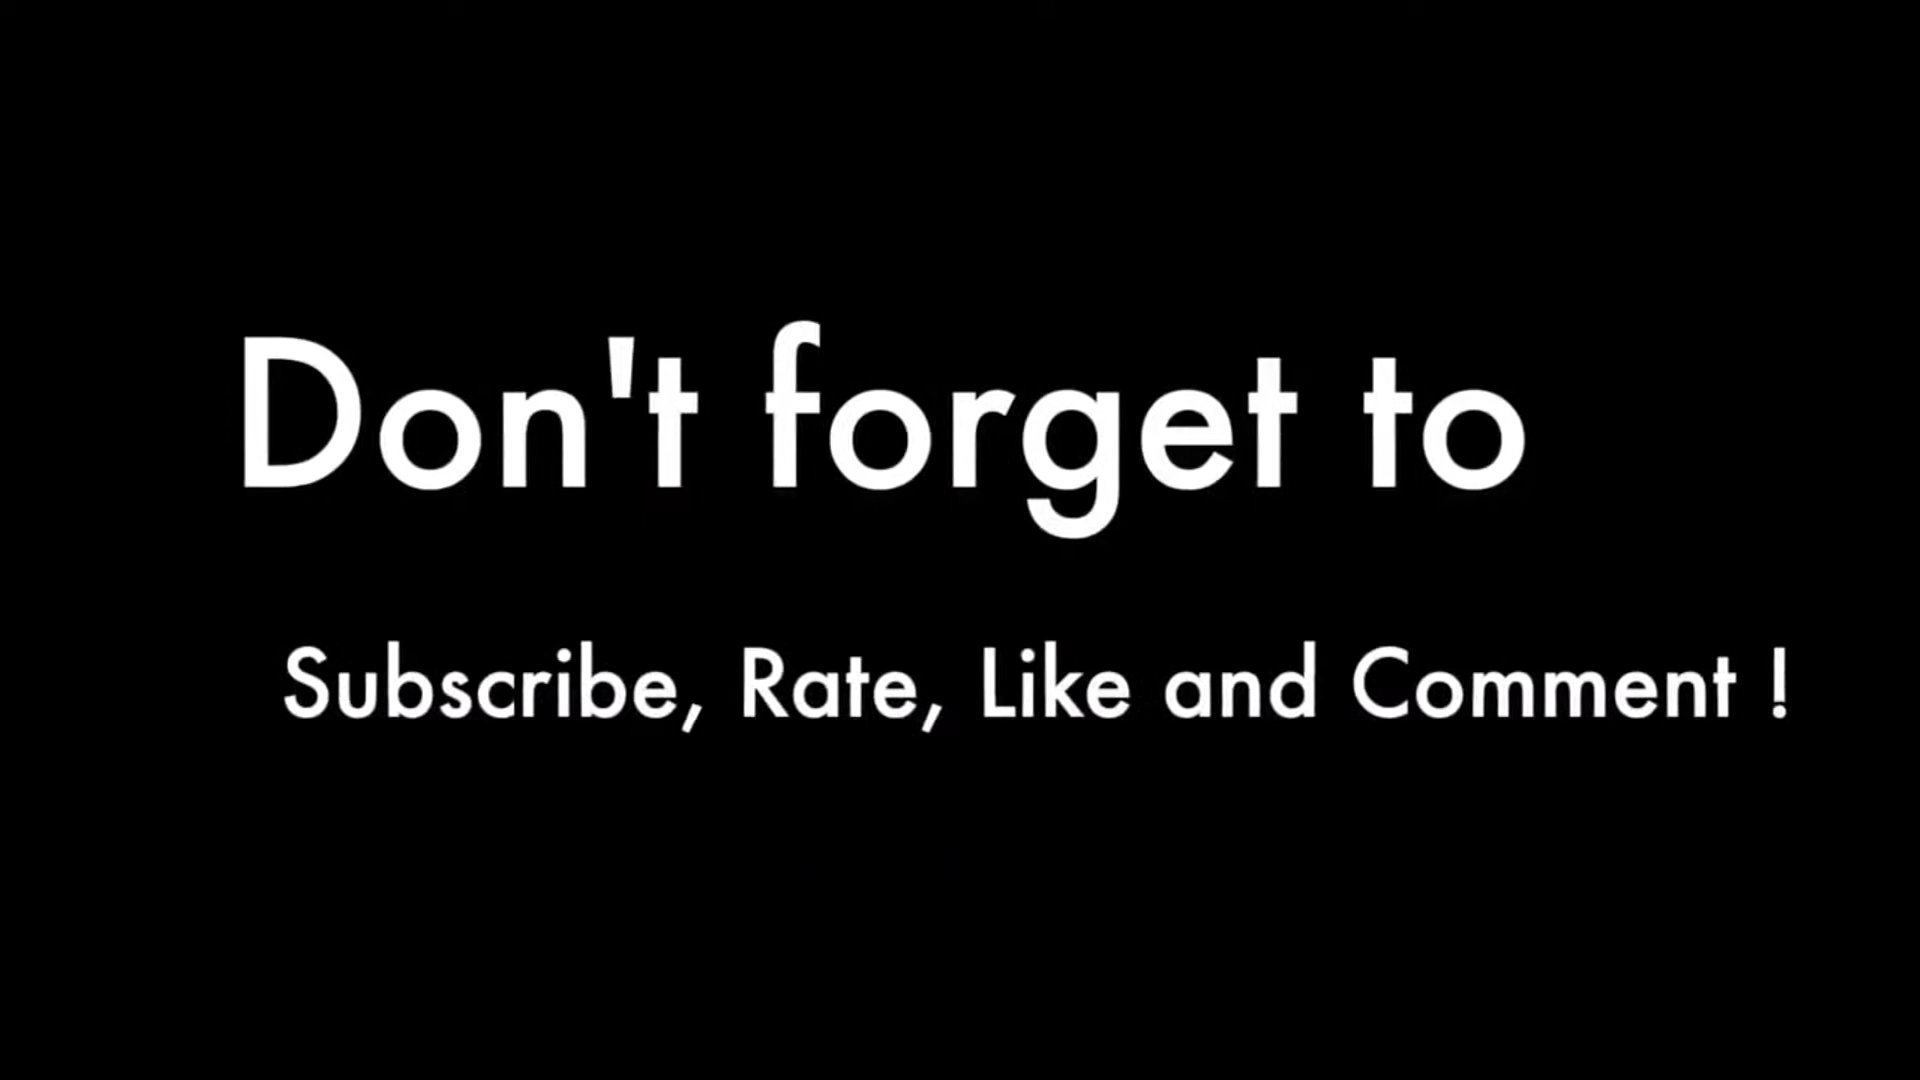 Don't forget to
Subscribe, Rate, Like and Comment !